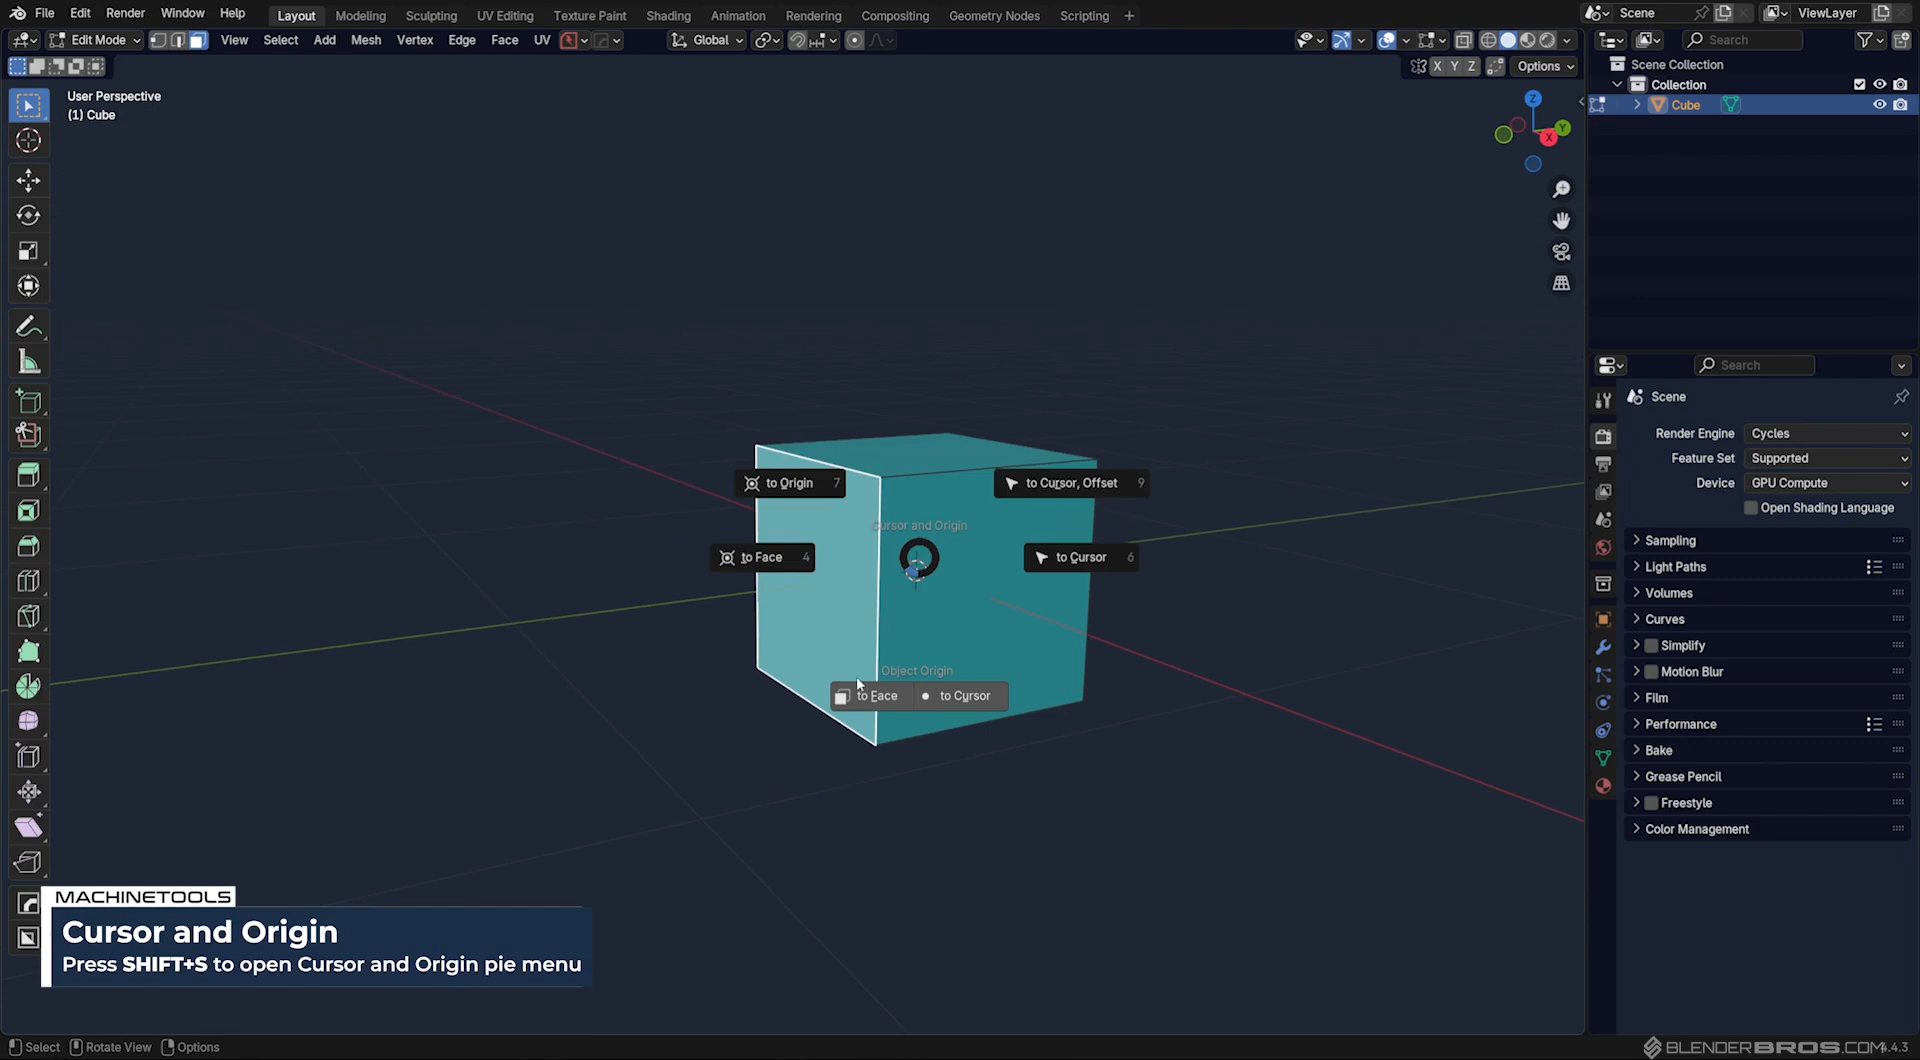 File Edit Render Window Help Layout Modeling Sculpting UV Editing Texture Paint Shading Animation Rendering Compositing Geometry Nodes Scripting + Scene ViewLayer
Edit Mode View Select Add Mesh Vertex Edge Face UV Global Search
X Y Z Options
User Perspective
(1) Cube
Z
Y
X
Scene Collection
Collection
Cube
Search
Scene
Render Engine Cycles
Feature Set Supported
Device GPU Compute
Open Shading Language
Sampling
Light Paths
Volumes
Curves
Simplify
Motion Blur
Film
Performance
Bake
Grease Pencil
Freestyle
Color Management
to Origin 7
to Cursor, Offset 9
Cursor and Origin
to Face 4
to Cursor 6
Object Origin
to Face
to Cursor
MACHINETOOLS
Cursor and Origin
Press SHIFT+S to open Cursor and Origin pie menu
Select Rotate View Options
BLENDERBROS.COM
4.4.3